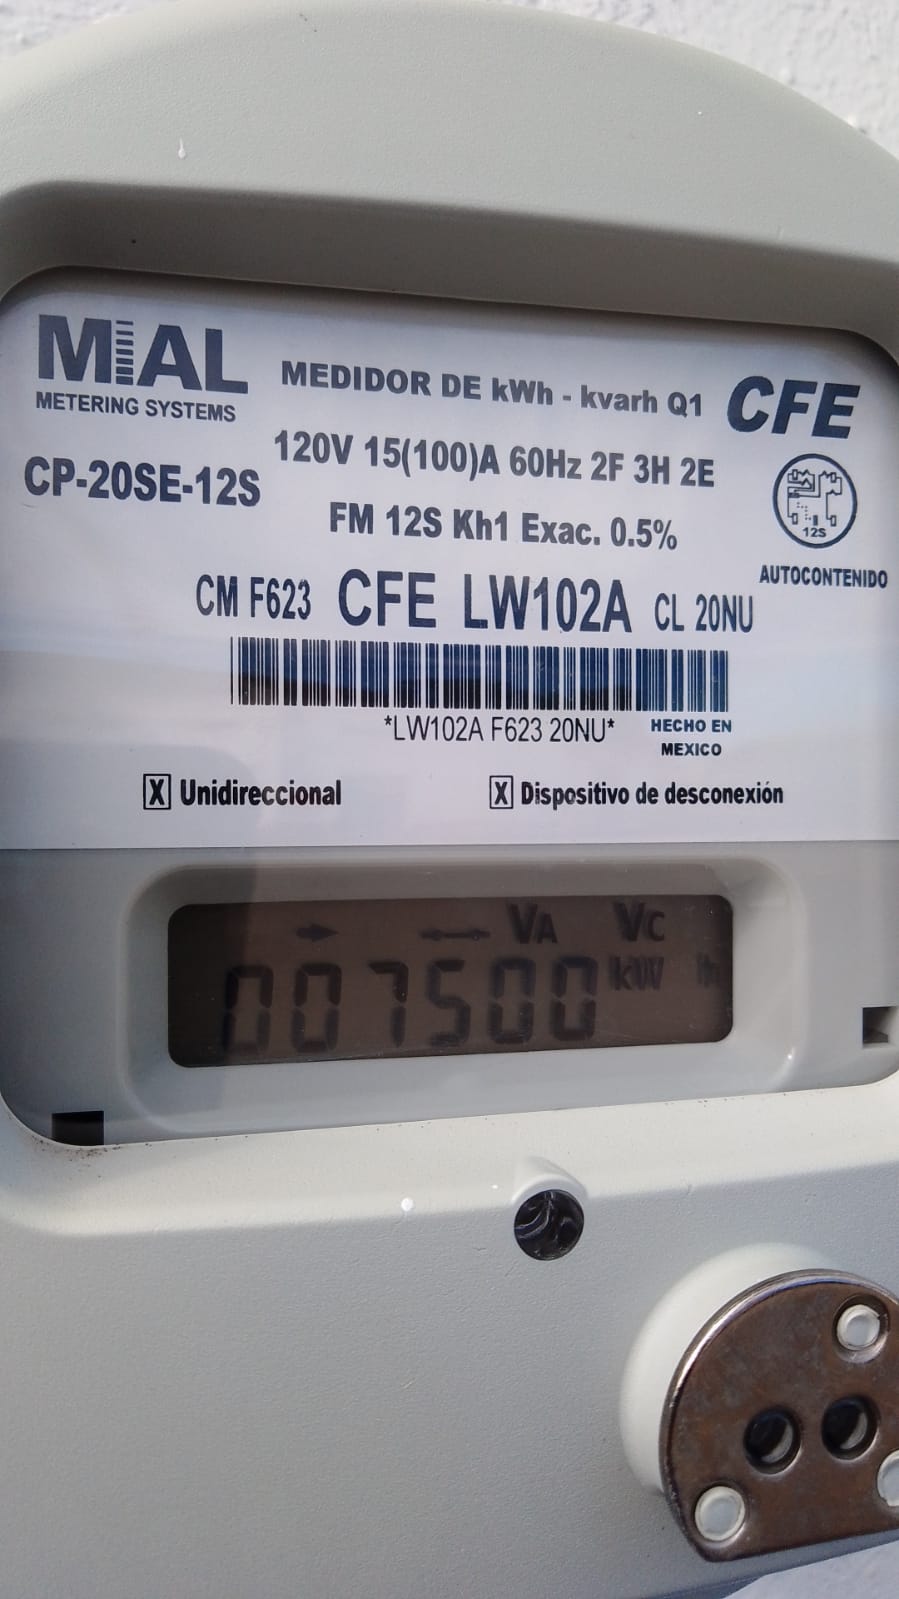 MIAL
METERING SYSTEMS
MEDIDOR DE kWh - kvarh Q1
CFE
CP-20SE-12S
120V 15(100)A 60Hz 2F 3H 2E
FM 12S Kh1 Exac. 0.5%
12S
AUTOCONTENIDO
CM F623 CFE LW102A CL 20NU
*LW102A F623 20NU*
HECHO EN
MEXICO
X Unidireccional
X Dispositivo de desconexión
VA VC
007500 kW